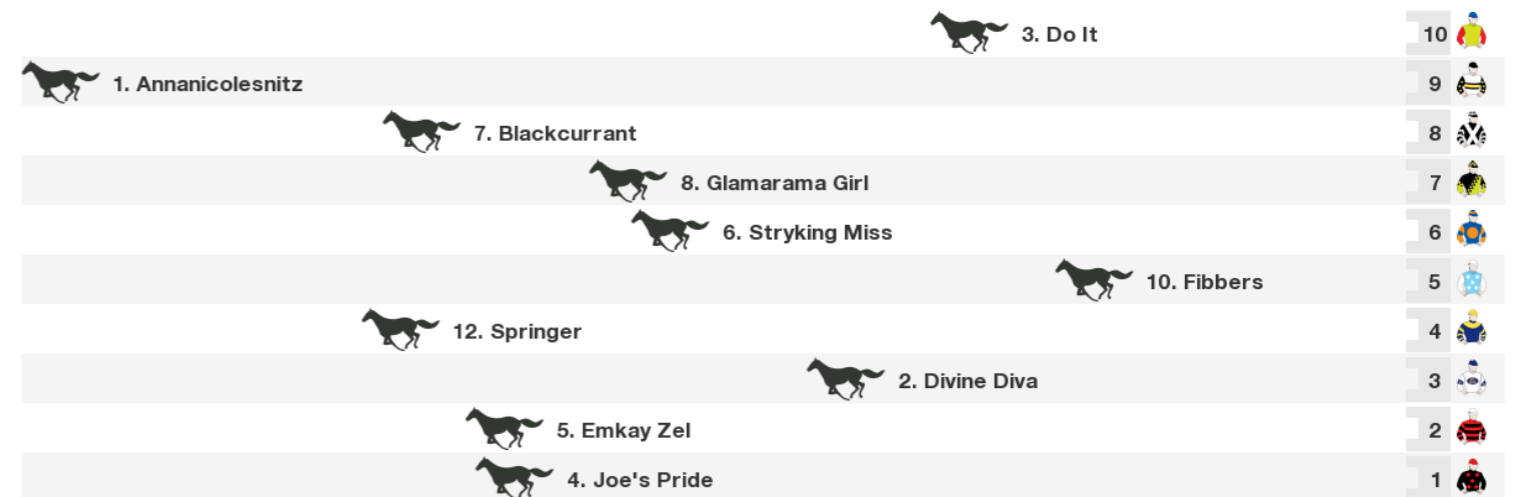 3. Do It 10
1. Annanicolesnitz 9
7. Blackcurrant 8
8. Glamarama Girl 7
6. Stryking Miss 6
10. Fibbers 5
12. Springer 4
2. Divine Diva 3
5. Emkay Zel 2
4. Joe's Pride 1